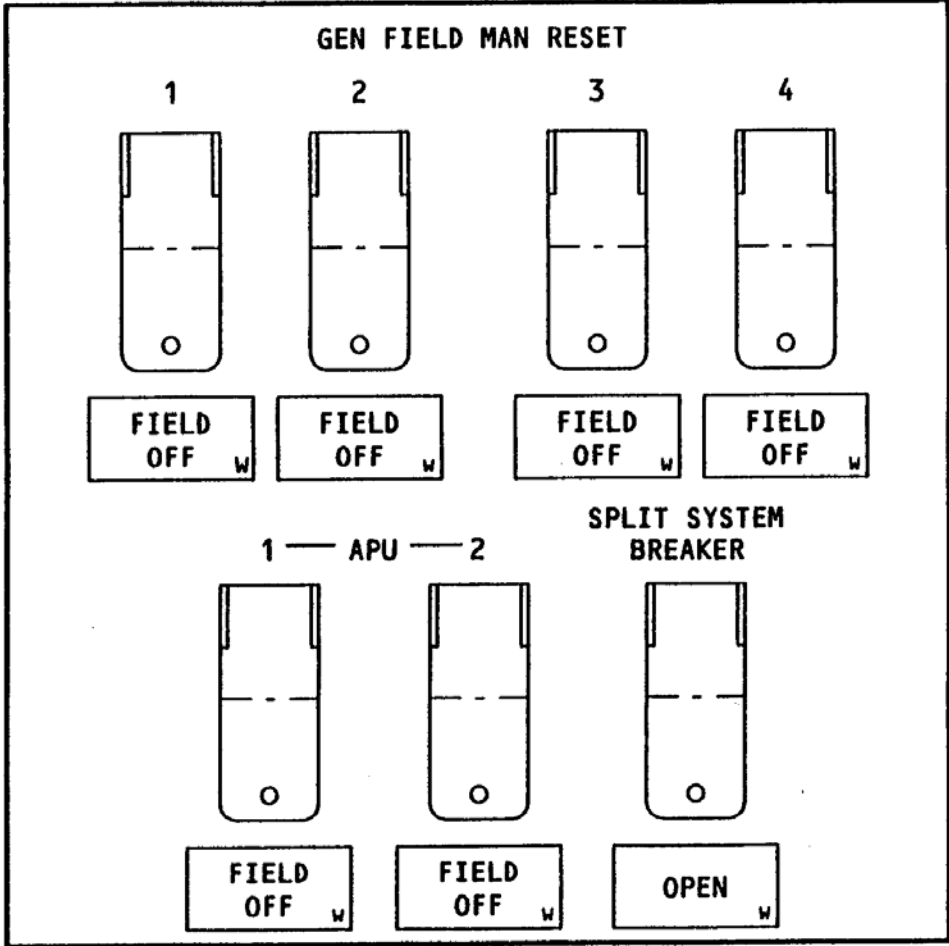 GEN FIELD MAN RESET
1 2 3 4
FIELD FIELD FIELD FIELD
OFF W OFF W OFF W OFF W
SPLIT SYSTEM
1 — APU — 2 BREAKER
FIELD FIELD OPEN
OFF W OFF W W